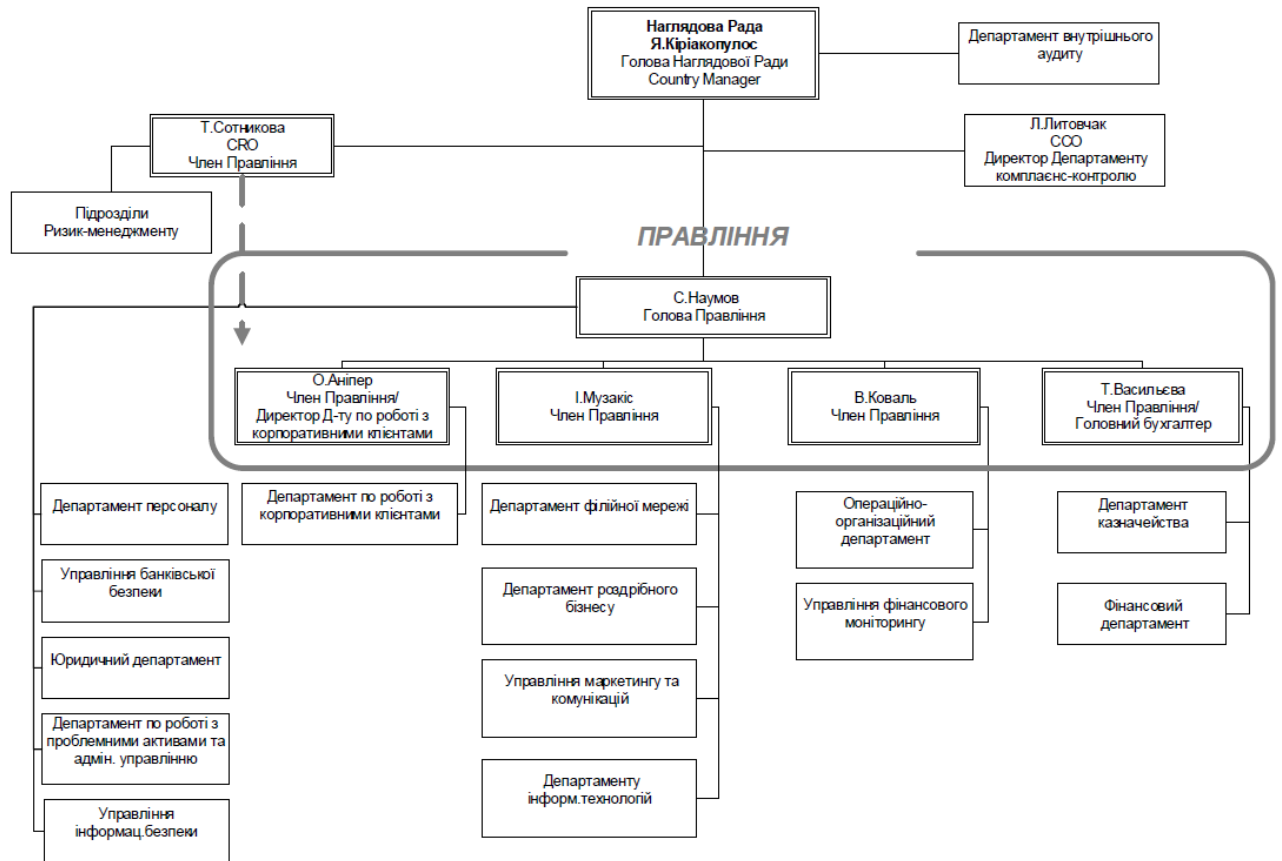 Наглядова Рада
Я.Кіріакопулос
Голова Наглядової Ради
Country Manager
Департамент внутрішнього
аудиту
Т.Сотникова
CRO
Член Правління
Л.Литовчак
ССО
Директор Департаменту
комплаєнс-контролю
Підрозділи
Ризик-менеджменту
ПРАВЛІННЯ
С.Наумов
Голова Правління
О.Аніпер
Член Правління/
Директор Д-ту по роботі з
корпоративними клієнтами
І.Музакіс
Член Правління
В.Коваль
Член Правління
Т.Васильєва
Член Правління/
Головний бухгалтер
Департамент персоналу
Департамент по роботі з
корпоративними клієнтами
Департамент філійної мережі
Операційно-
організаційний
департамент
Департамент
казначейства
Управління банківської
безпеки
Департамент роздрібного
бізнесу
Управління фінансового
моніторингу
Фінансовий
департамент
Юридичний департамент
Управління маркетингу та
комунікацій
Департамент по роботі з
проблемними активами та
адмін. управлінню
Департаменту
інформ.технологій
Управління
інформац.безпеки